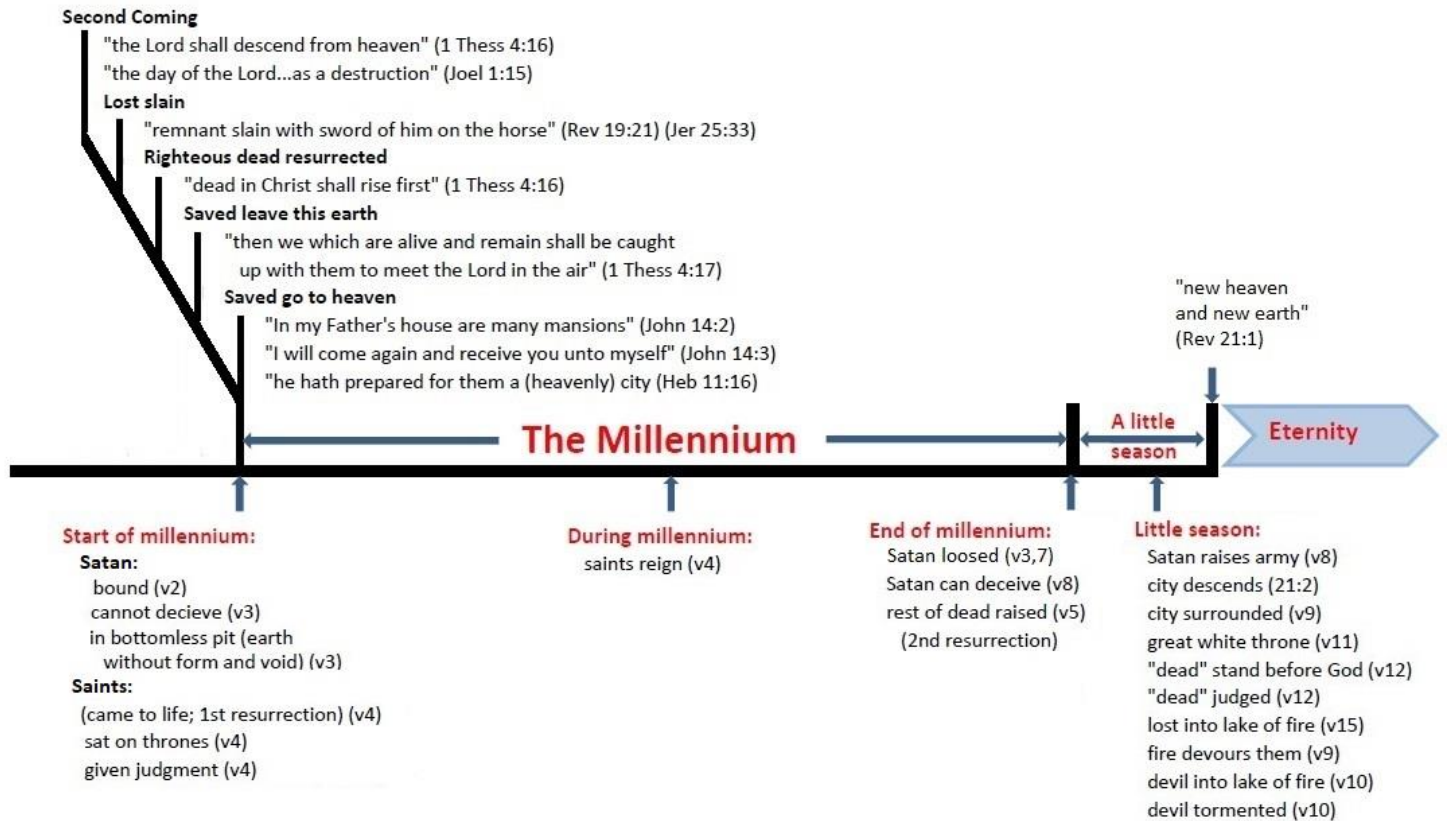 Second Coming
"the Lord shall descend from heaven" (1 Thess 4:16)
"the day of the Lord...as a destruction" (Joel 1:15)
Lost slain
"remnant slain with sword of him on the horse" (Rev 19:21) (Jer 25:33)
Righteous dead resurrected
"dead in Christ shall rise first" (1 Thess 4:16)
Saved leave this earth
"then we which are alive and remain shall be caught
up with them to meet the Lord in the air" (1 Thess 4:17)
Saved go to heaven
"In my Father's house are many mansions" (John 14:2)
"I will come again and receive you unto myself" (John 14:3)
"he hath prepared for them a (heavenly) city (Heb 11:16)
"new heaven
and new earth"
(Rev 21:1)
The Millennium
A little
season
Eternity
Start of millennium:
Satan:
bound (v2)
cannot decieve (v3)
in bottomless pit (earth
without form and void) (v3)
Saints:
(came to life; 1st resurrection) (v4)
sat on thrones (v4)
given judgment (v4)
During millennium:
saints reign (v4)
End of millennium:
Satan loosed (v3,7)
Satan can deceive (v8)
rest of dead raised (v5)
(2nd resurrection)
Little season:
Satan raises army (v8)
city descends (21:2)
city surrounded (v9)
great white throne (v11)
"dead" stand before God (v12)
"dead" judged (v12)
lost into lake of fire (v15)
fire devours them (v9)
devil into lake of fire (v10)
devil tormented (v10)